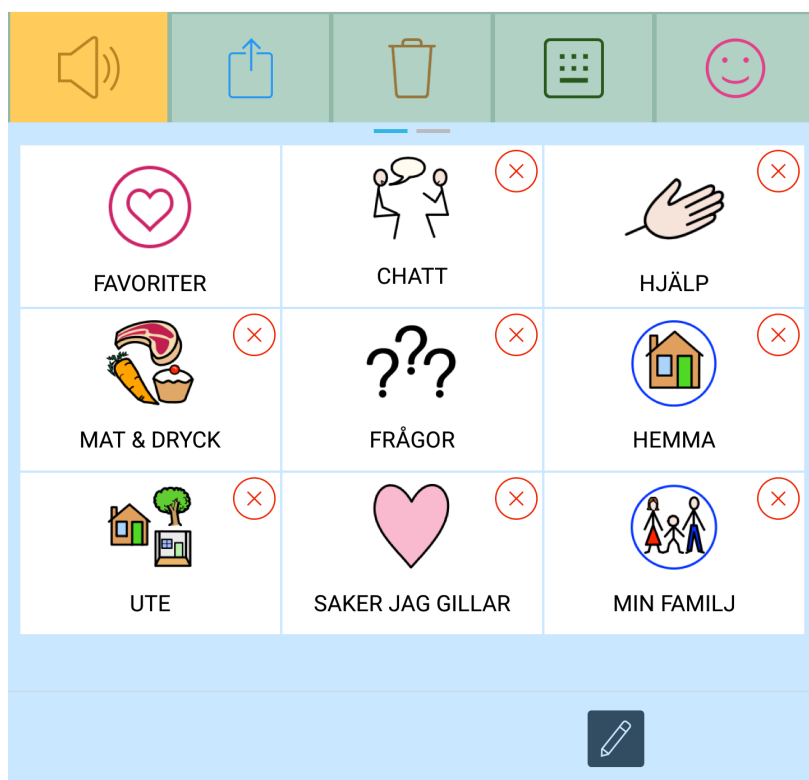 FAVORITER
CHATT
HJÄLP
MAT & DRYCK
FRÅGOR
HEMMA
UTE
SAKER JAG GILLAR
MIN FAMILJ